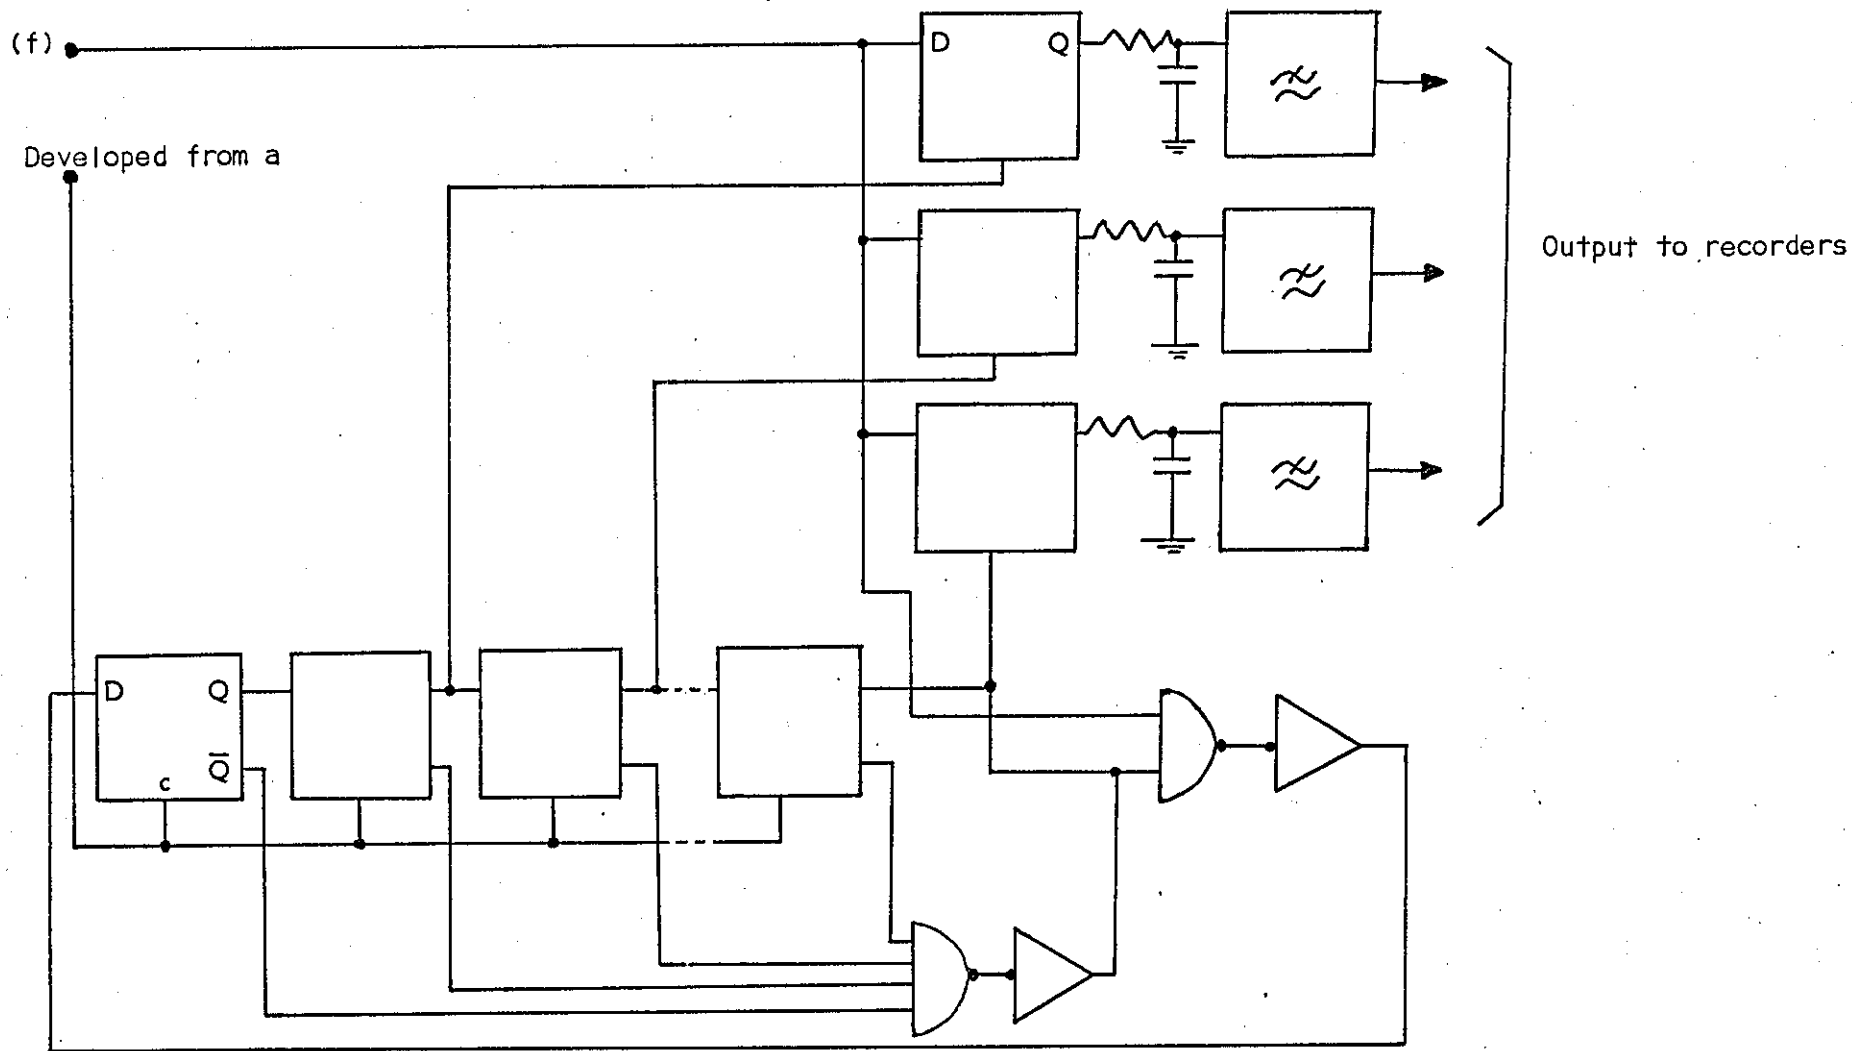 (f)
D Q
Developed from a
Output to recorders
D Q
Q̅
c